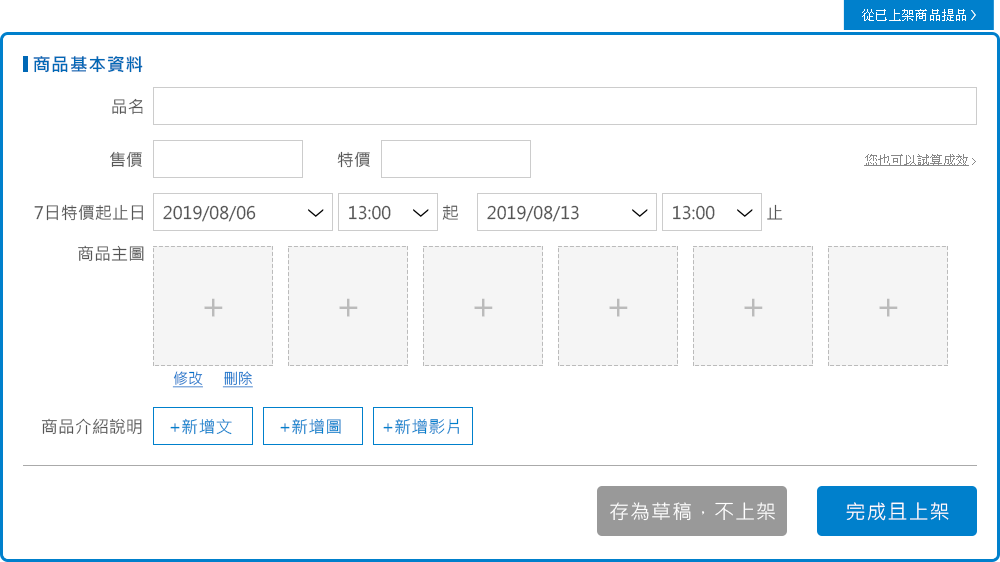 從已上架商品提品 >
商品基本資料
品名
售價 特價 您也可以試算成效 >
7日特價起止日 2019/08/06 13:00 起 2019/08/13 13:00 止
商品主圖 + + + + + +
修改 刪除
商品介紹說明 +新增文 +新增圖 +新增影片
存為草稿．不上架 完成且上架